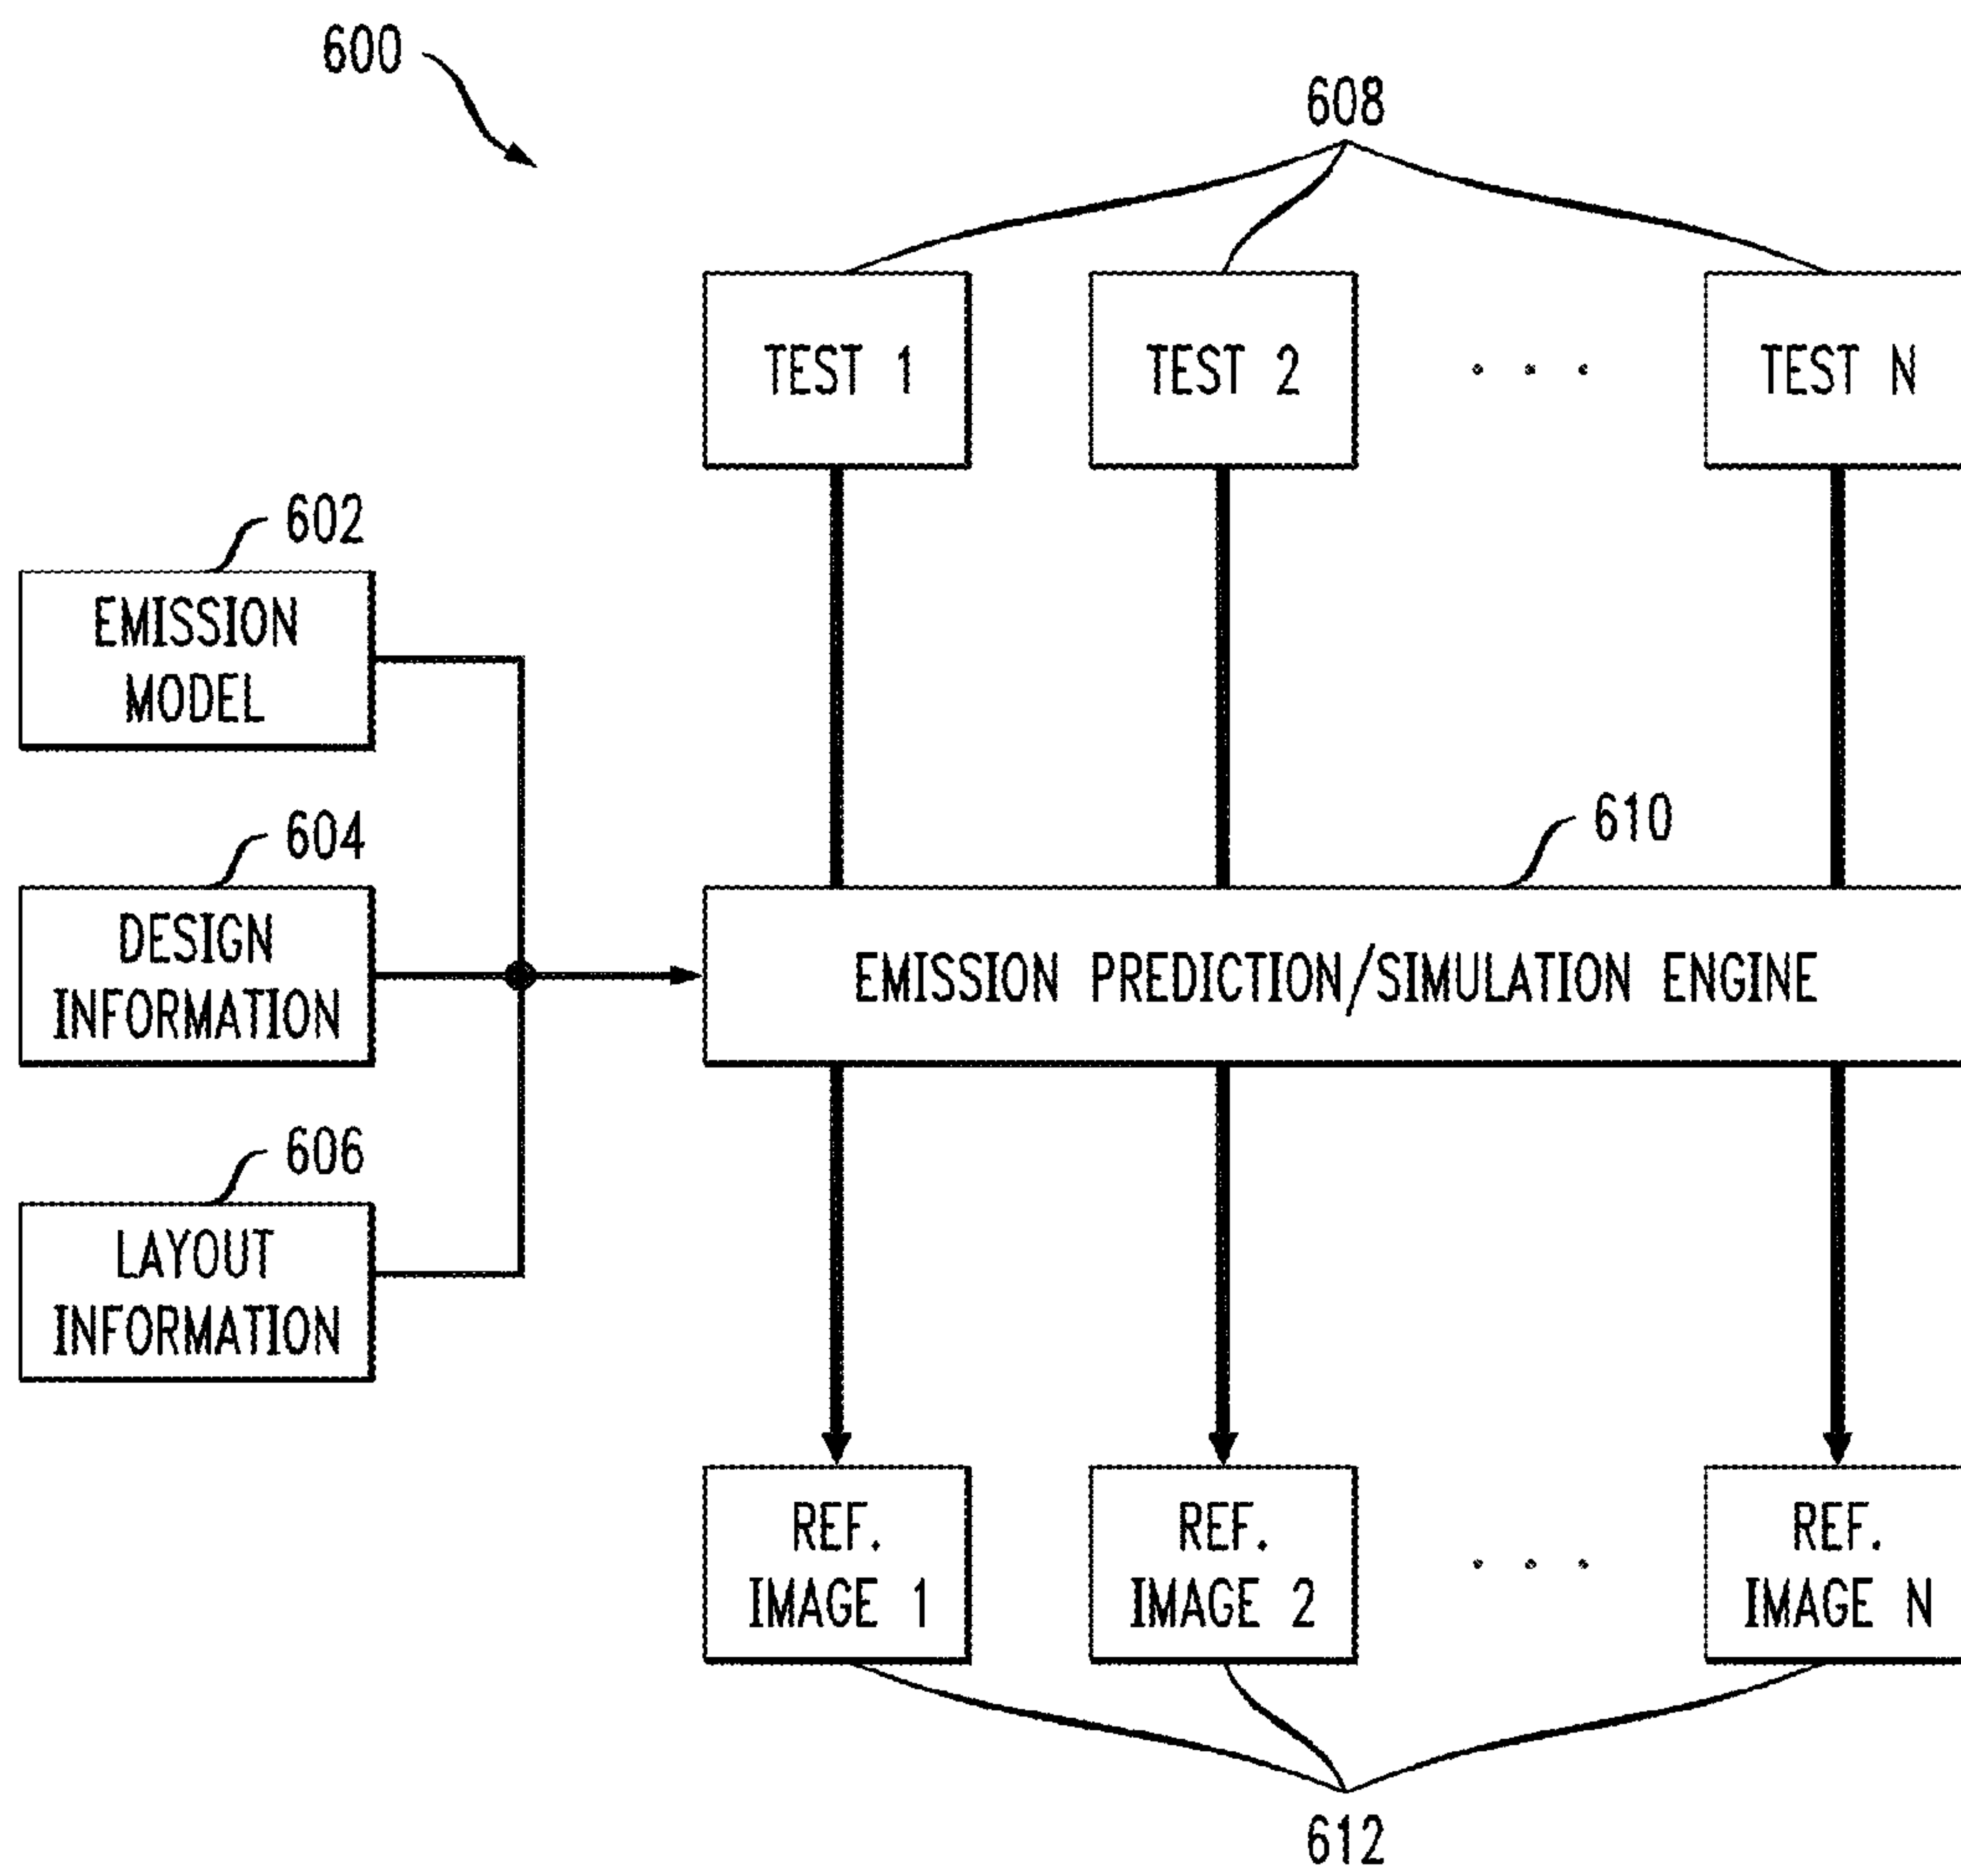 600
608
TEST 1
TEST 2
. . .
TEST N
602
EMISSION
MODEL
610
604
DESIGN
INFORMATION
EMISSION PREDICTION/SIMULATION ENGINE
606
LAYOUT
INFORMATION
REF.
IMAGE 1
REF.
IMAGE 2
. . .
REF.
IMAGE N
612